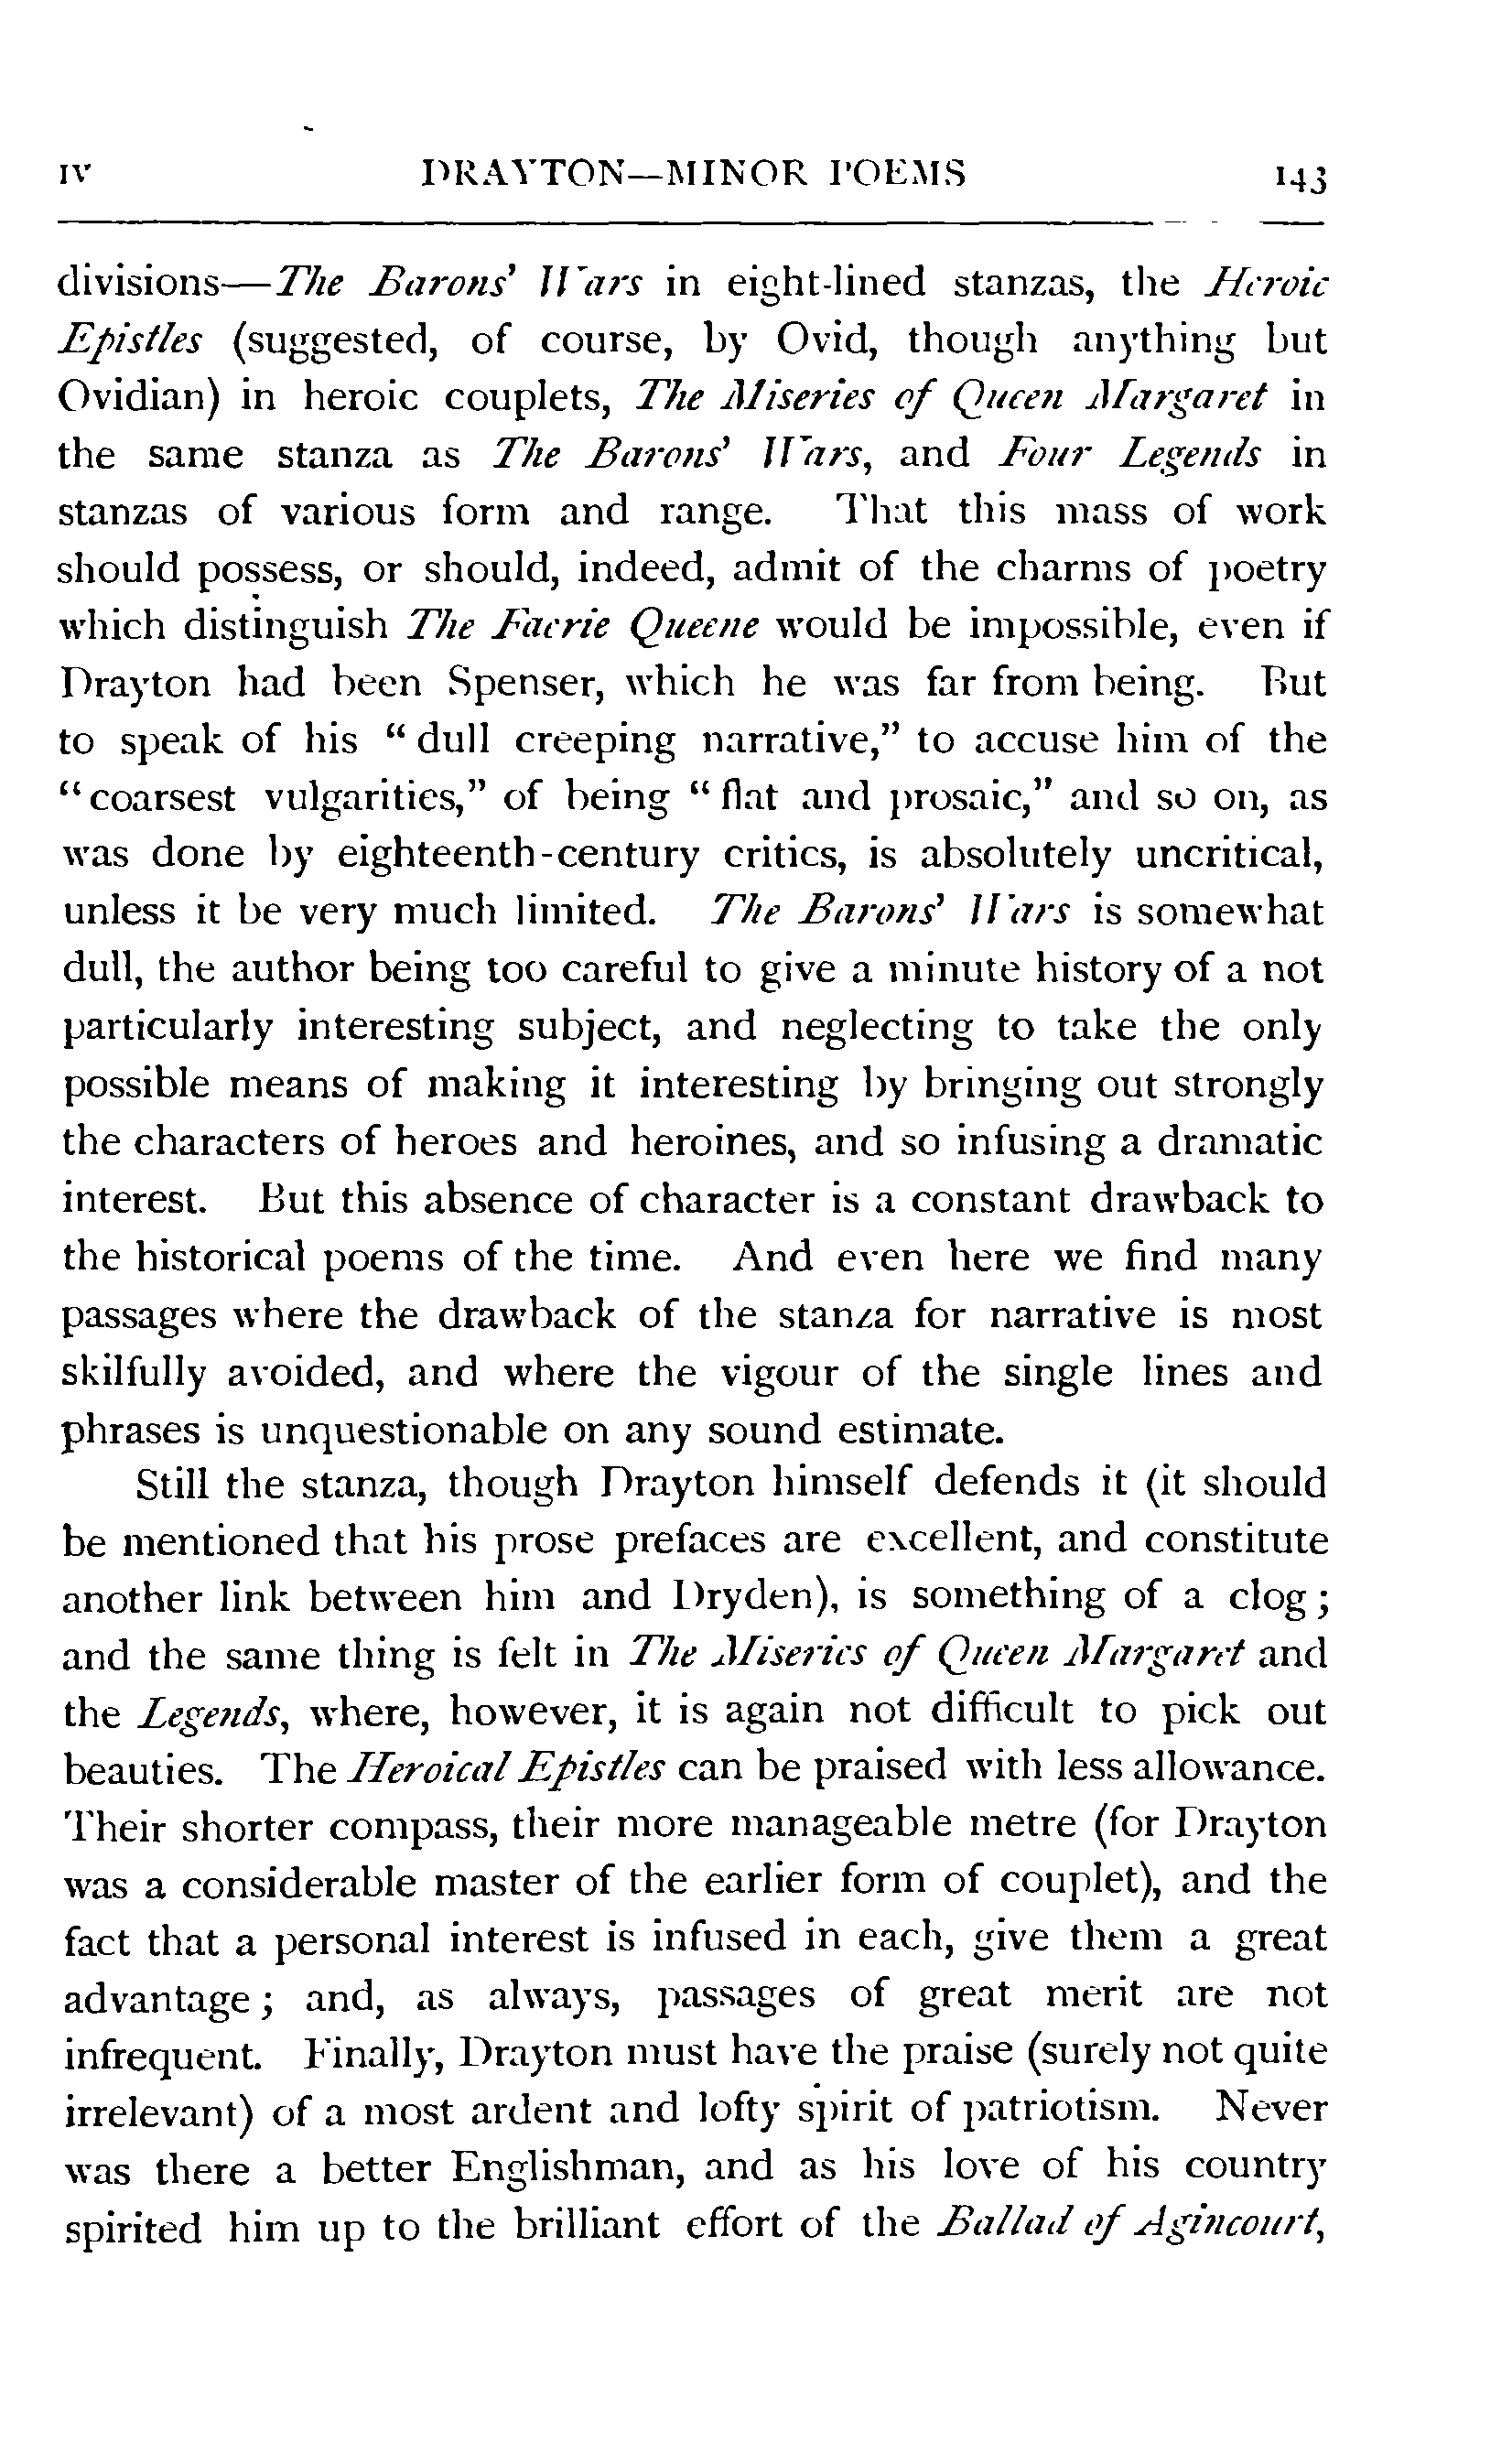 IV DRAYTON—MINOR POEMS 143
divisions—The Barons' Wars in eight-lined stanzas, the Heroic
Epistles (suggested, of course, by Ovid, though anything but
Ovidian) in heroic couplets, The Miseries of Queen Margaret in
the same stanza as The Barons' Wars, and Four Legends in
stanzas of various form and range. That this mass of work
should possess, or should, indeed, admit of the charms of poetry
which distinguish The Faerie Queene would be impossible, even if
Drayton had been Spenser, which he was far from being. But
to speak of his “dull creeping narrative,” to accuse him of the
“coarsest vulgarities,” of being “flat and prosaic,” and so on, as
was done by eighteenth-century critics, is absolutely uncritical,
unless it be very much limited. The Barons' Wars is somewhat
dull, the author being too careful to give a minute history of a not
particularly interesting subject, and neglecting to take the only
possible means of making it interesting by bringing out strongly
the characters of heroes and heroines, and so infusing a dramatic
interest. But this absence of character is a constant drawback to
the historical poems of the time. And even here we find many
passages where the drawback of the stanza for narrative is most
skilfully avoided, and where the vigour of the single lines and
phrases is unquestionable on any sound estimate.
Still the stanza, though Drayton himself defends it (it should
be mentioned that his prose prefaces are excellent, and constitute
another link between him and Dryden), is something of a clog;
and the same thing is felt in The Miseries of Queen Margaret and
the Legends, where, however, it is again not difficult to pick out
beauties. The Heroical Epistles can be praised with less allowance.
Their shorter compass, their more manageable metre (for Drayton
was a considerable master of the earlier form of couplet), and the
fact that a personal interest is infused in each, give them a great
advantage; and, as always, passages of great merit are not
infrequent. Finally, Drayton must have the praise (surely not quite
irrelevant) of a most ardent and lofty spirit of patriotism. Never
was there a better Englishman, and as his love of his country
spirited him up to the brilliant effort of the Ballad of Agincourt,